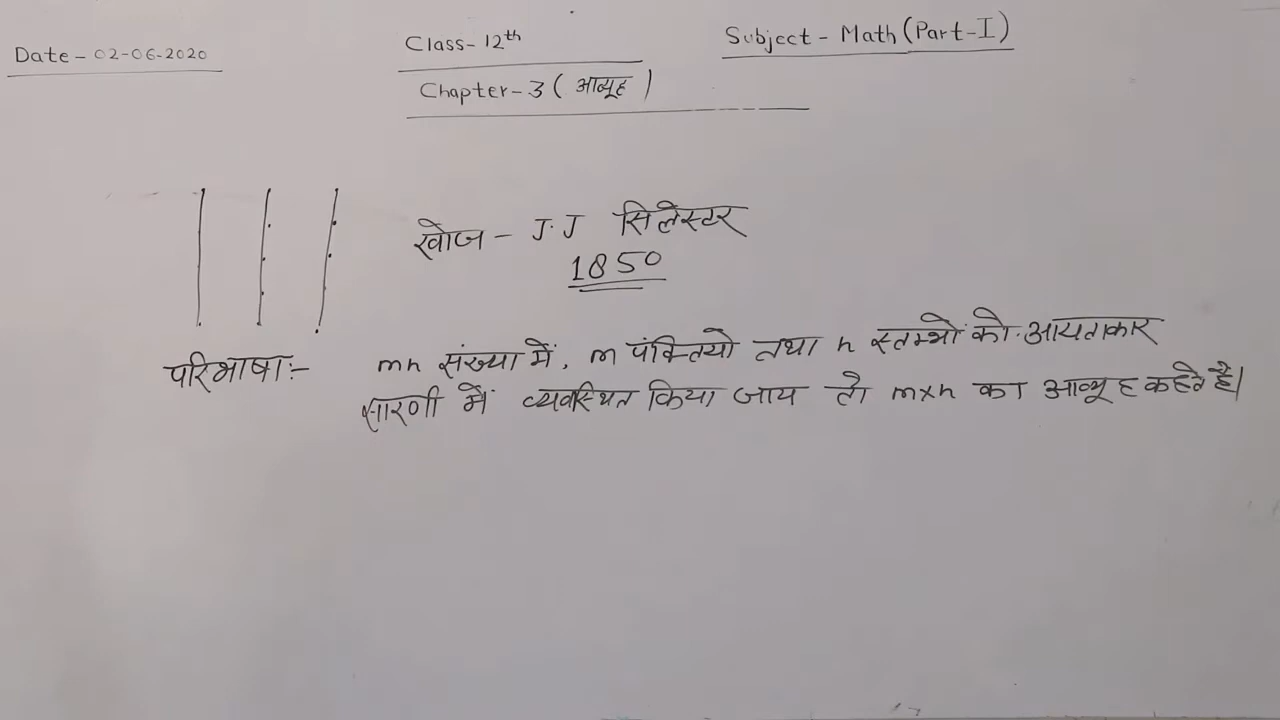 Date - 02-06-2020
Class- 12th
Subject - Math (Part-I)
Chapter-3 (आव्यूह)
खोज - J.J सिलेस्टर
1850
परिभाषा:- mn संख्या में, m पंक्तियो तथा n स्तम्भो को आयताकार
सारणी में व्यवस्थित किया जाय तो m×n का आव्यूह कहते है।